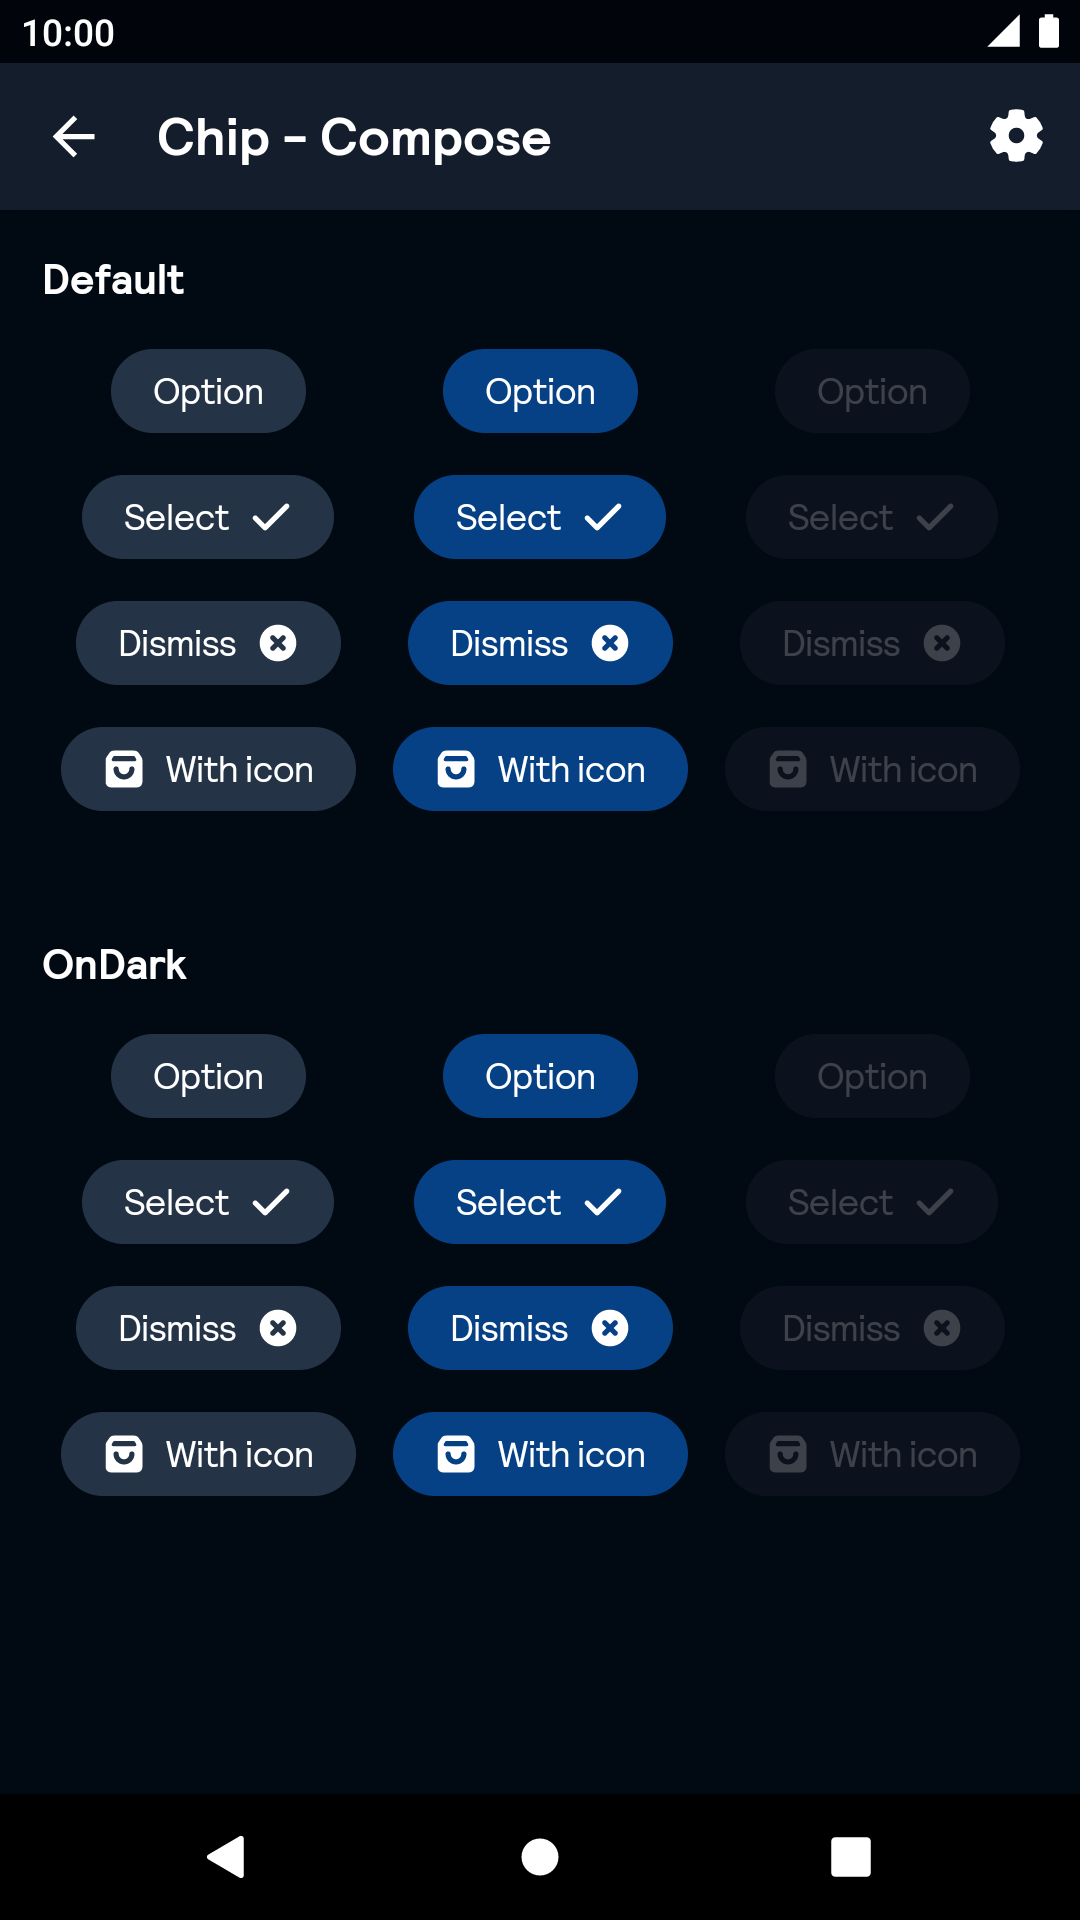 10:00
Chip - Compose
Default
Option Option Option
Select Select Select
Dismiss Dismiss Dismiss
With icon With icon With icon
OnDark
Option Option Option
Select Select Select
Dismiss Dismiss Dismiss
With icon With icon With icon